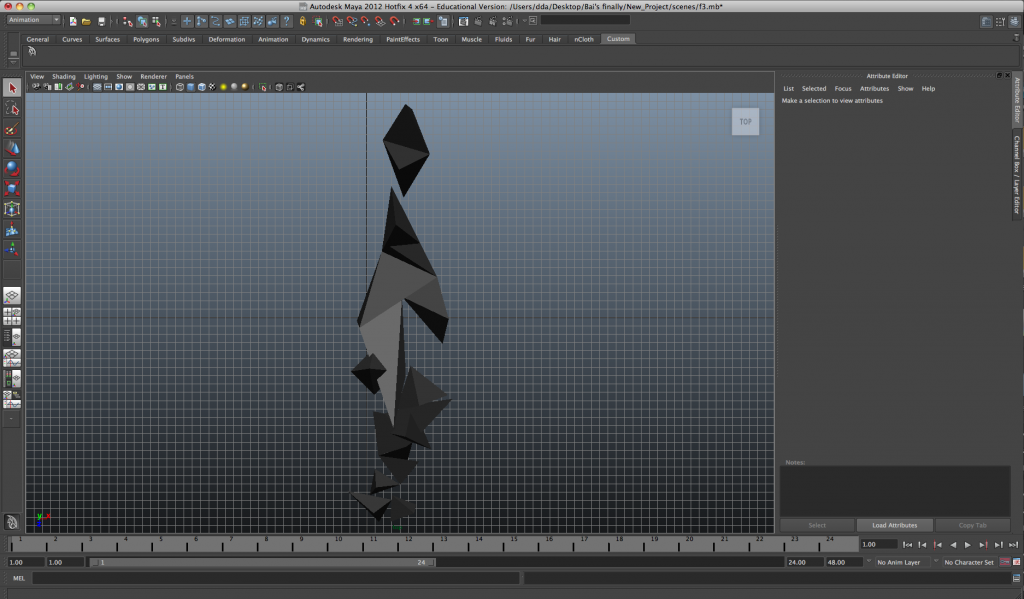 Autodesk Maya 2012 Hotfix 4 x64 - Educational Version: /Users/dda/Desktop/Bai's finally/New_Project/scenes/f3.mb*
Animation
General Curves Surfaces Polygons Subdivs Deformation Animation Dynamics Rendering PaintEffects Toon Muscle Fluids Fur Hair nCloth Custom
View Shading Lighting Show Renderer Panels
Attribute Editor
List Selected Focus Attributes Show Help
Make a selection to view attributes
TOP
Attribute Editor
Channel Box / Layer Editor
Notes:
Select Load Attributes Copy Tab
1 2 3 4 5 6 7 8 9 10 11 12 13 14 15 16 17 18 19 20 21 22 23 24
1.00
1.00 1.00 1 24 24.00 48.00 No Anim Layer No Character Set
MEL